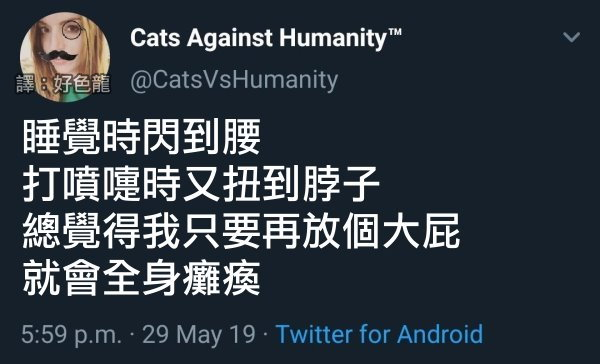 Cats Against Humanity™
譯：好色龍
@CatsVsHumanity
睡覺時閃到腰
打噴嚏時又扭到脖子
總覺得我只要再放個大屁
就會全身癱瘓
5:59 p.m. · 29 May 19 · Twitter for Android